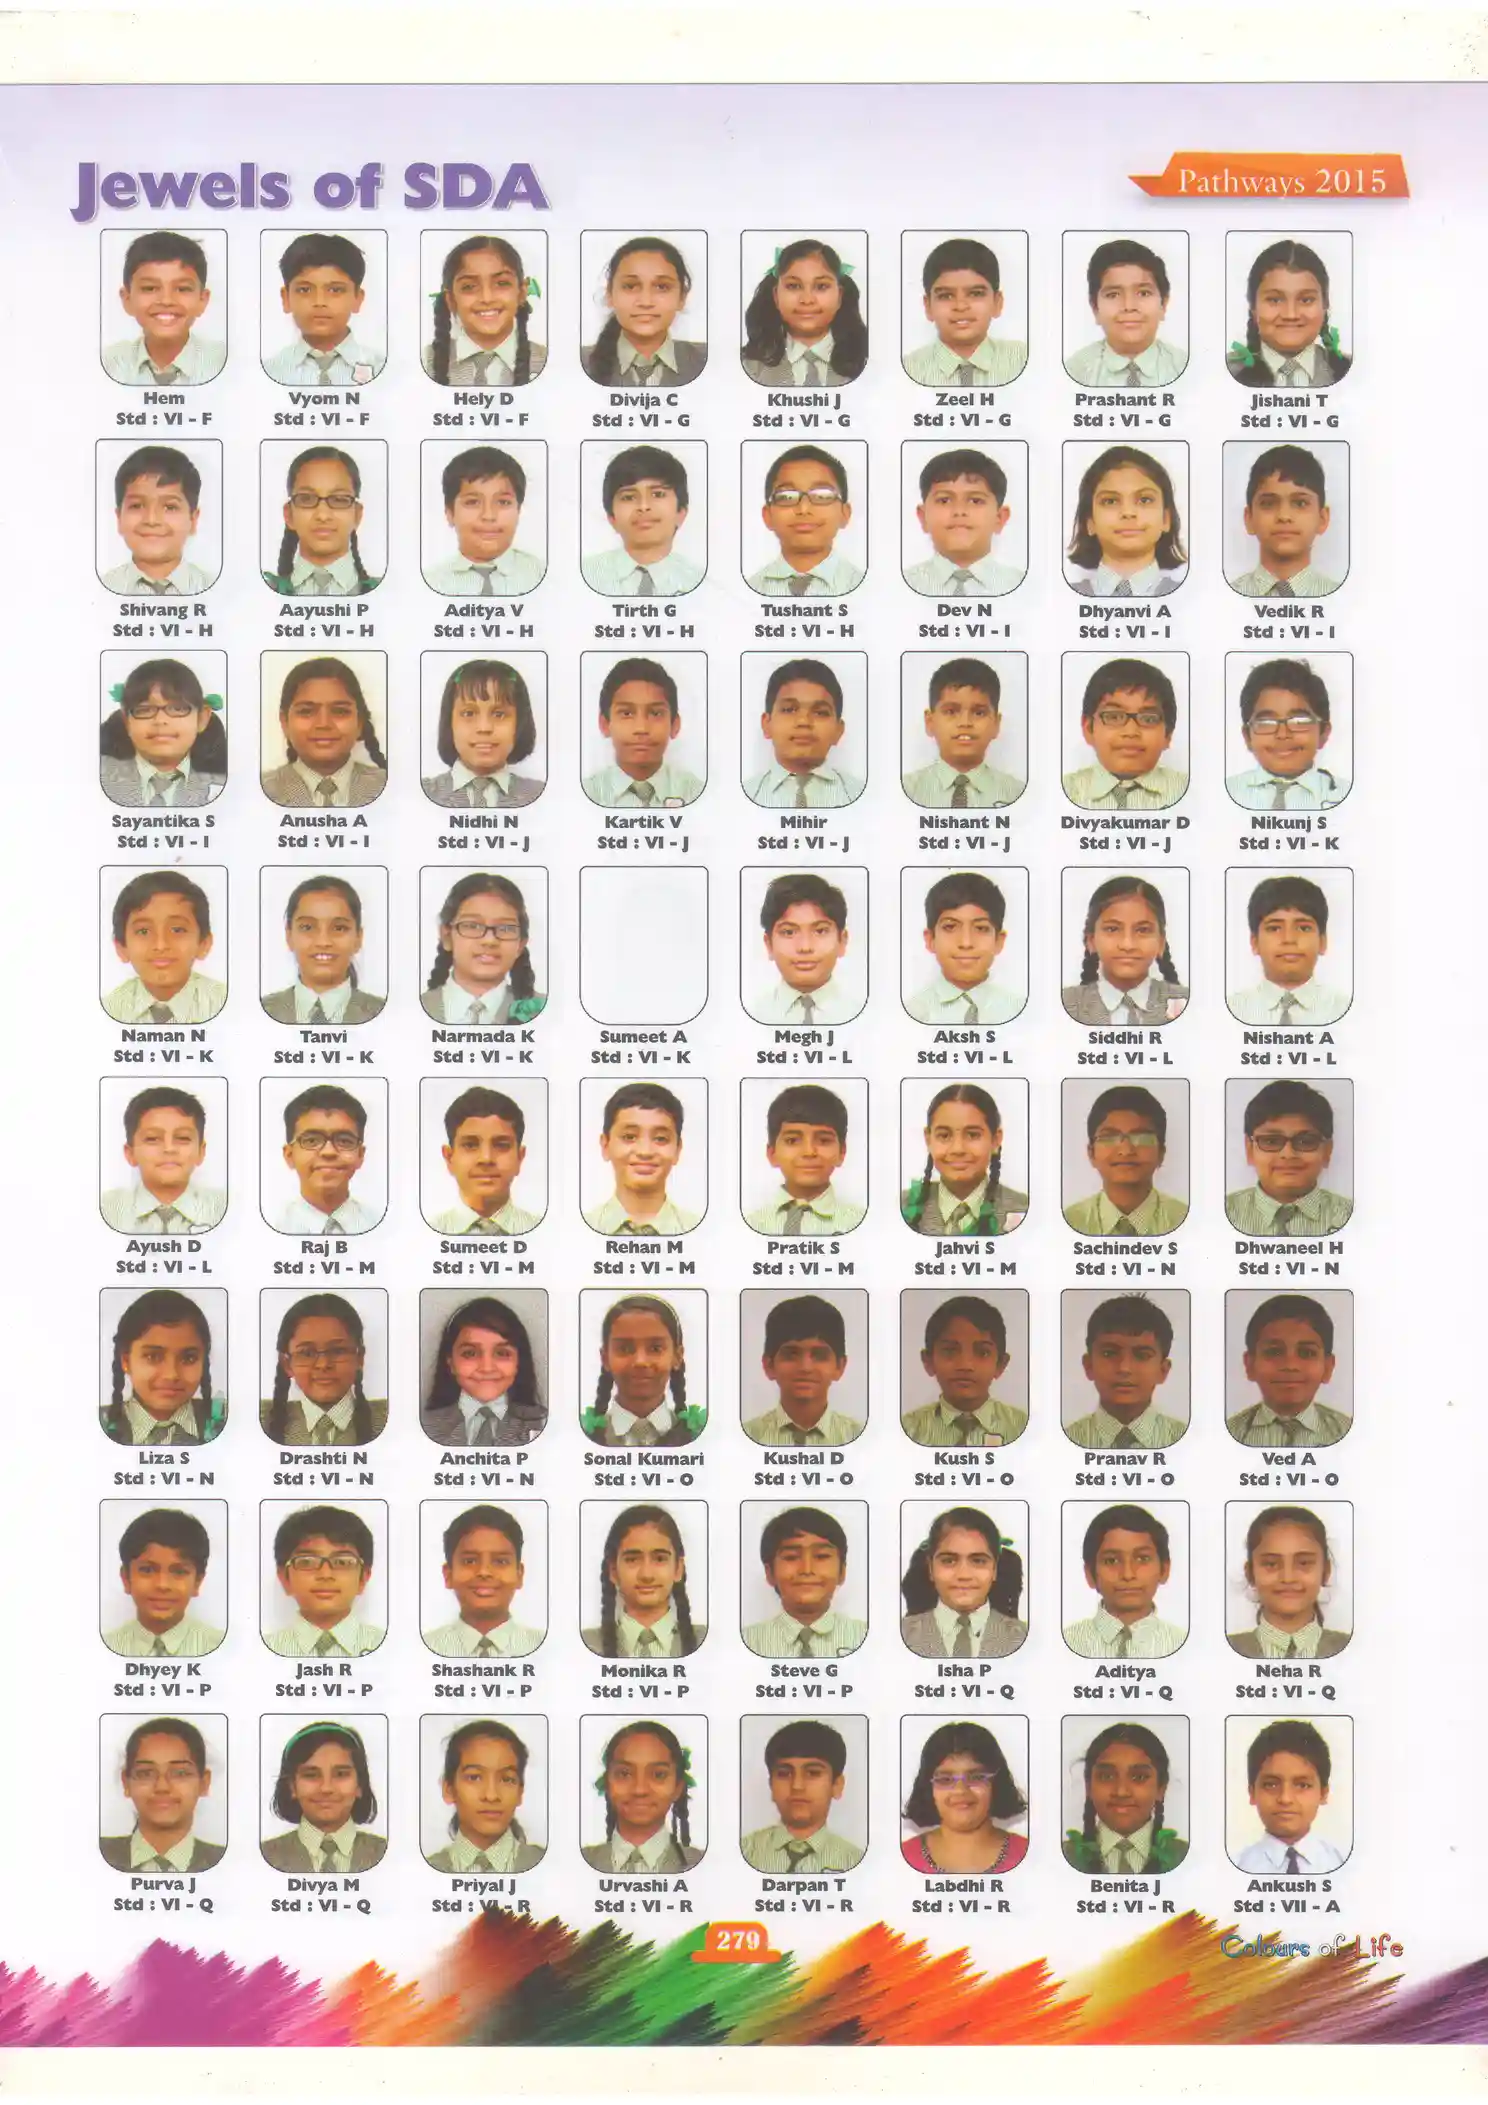 Jewels of SDA
Pathways 2015
Hem Vyom N Hely D Divija C Khushi J Zeel H Prashant R Jishani T
Std : VI - F Std : VI - F Std : VI - F Std : VI - G Std : VI - G Std : VI - G Std : VI - G Std : VI - G
Shivang R Aayushi P Aditya V Tirth G Tushant S Dev N Dhyanvi A Vedik R
Std : VI - H Std : VI - H Std : VI - H Std : VI - H Std : VI - H Std : VI - I Std : VI - I Std : VI - I
Sayantika S Anusha A Nidhi N Kartik V Mihir Nishant N Divyakumar D Nikunj S
Std : VI - I Std : VI - I Std : VI - J Std : VI - J Std : VI - J Std : VI - J Std : VI - J Std : VI - K
Naman N Tanvi Narmada K Sumeet A Megh J Aksh S Siddhi R Nishant A
Std : VI - K Std : VI - K Std : VI - K Std : VI - K Std : VI - L Std : VI - L Std : VI - L Std : VI - L
Ayush D Raj B Sumeet D Rehan M Pratik S Jahvi S Sachindev S Dhwaneel H
Std : VI - L Std : VI - M Std : VI - M Std : VI - M Std : VI - M Std : VI - M Std : VI - N Std : VI - N
Liza S Drashti N Anchita P Sonal Kumari Kushal D Kush S Pranav R Ved A
Std : VI - N Std : VI - N Std : VI - N Std : VI - O Std : VI - O Std : VI - O Std : VI - O Std : VI - O
Dhyey K Jash R Shashank R Monika R Steve G Isha P Aditya Neha R
Std : VI - P Std : VI - P Std : VI - P Std : VI - P Std : VI - P Std : VI - Q Std : VI - Q Std : VI - Q
Purva J Divya M Priyal J Urvashi A Darpan T Labdhi R Benita J Ankush S
Std : VI - Q Std : VI - Q Std : VI - R Std : VI - R Std : VI - R Std : VI - R Std : VI - R Std : VII - A
279
Colours of Life